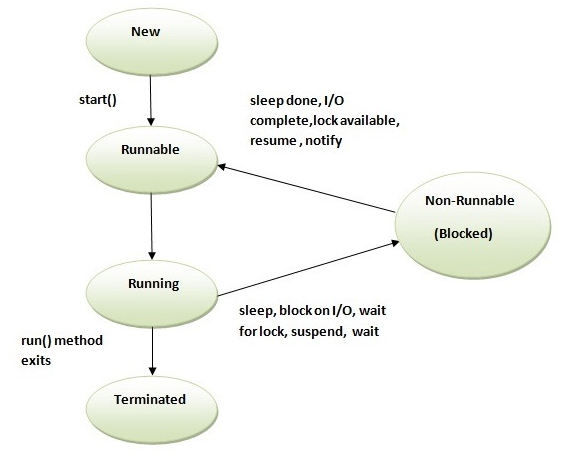 New
start()
sleep done, I/O
complete,lock available,
resume , notify
Runnable
Non-Runnable
(Blocked)
Running
sleep, block on I/O, wait
for lock, suspend, wait
run() method
exits
Terminated